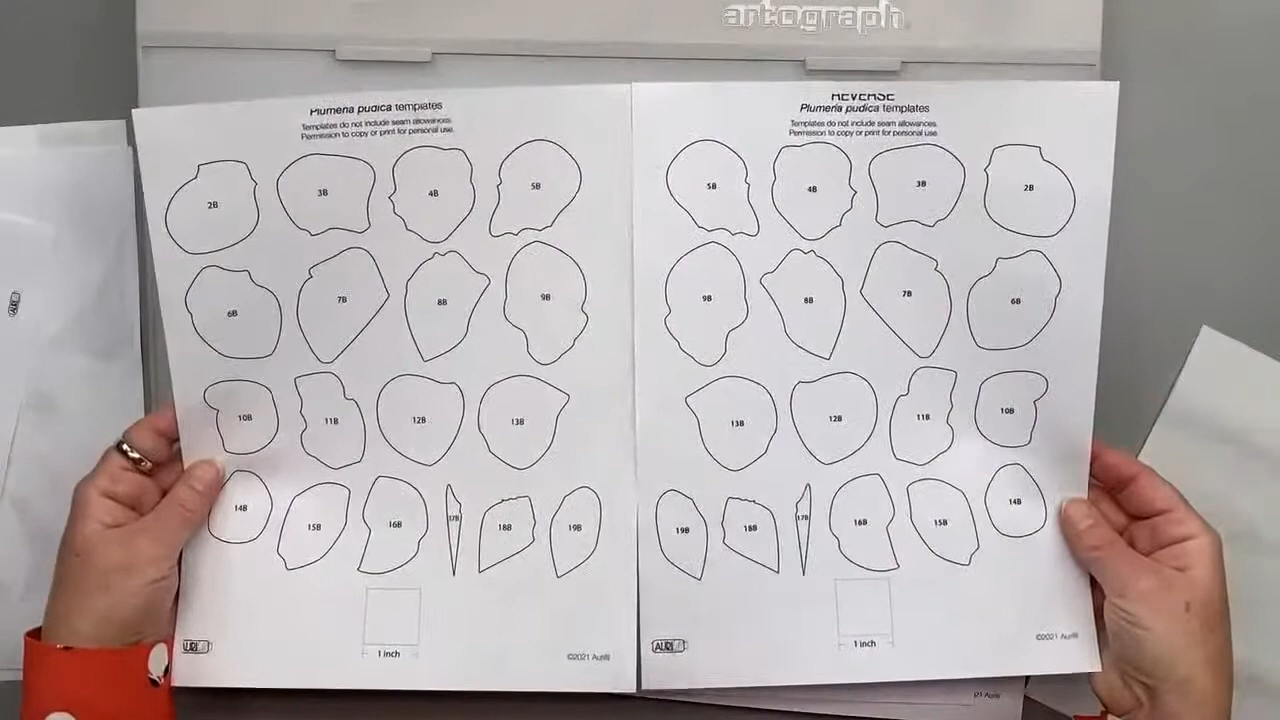 artograph
Plumeria pudica templates
Templates do not include seam allowances.
Permission to copy or print for personal use.
2B 3B 4B 5B
6B 7B 8B 9B
10B 11B 12B 13B
14B 15B 16B 17B 18B 19B
1 inch
©2021 Aurifil
REVERSE
Plumeria pudica templates
Templates do not include seam allowances.
Permission to copy or print for personal use.
5B 4B 3B 2B
9B 8B 7B 6B
13B 12B 11B 10B
19B 18B 17B 16B 15B 14B
1 inch
AURI
©2021 Aurifil
21 Aurifil